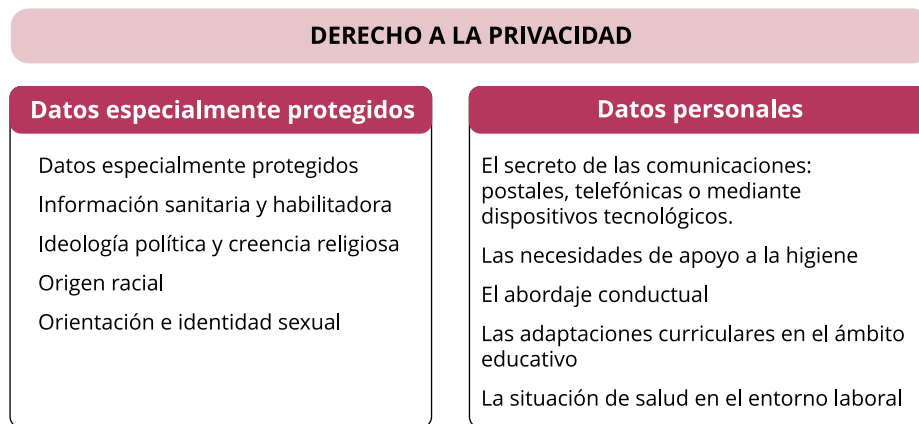 DERECHO A LA PRIVACIDAD
Datos especialmente protegidos
Datos especialmente protegidos
Información sanitaria y habilitadora
Ideología política y creencia religiosa
Origen racial
Orientación e identidad sexual
Datos personales
El secreto de las comunicaciones:
postales, telefónicas o mediante
dispositivos tecnológicos.
Las necesidades de apoyo a la higiene
El abordaje conductual
Las adaptaciones curriculares en el ámbito
educativo
La situación de salud en el entorno laboral